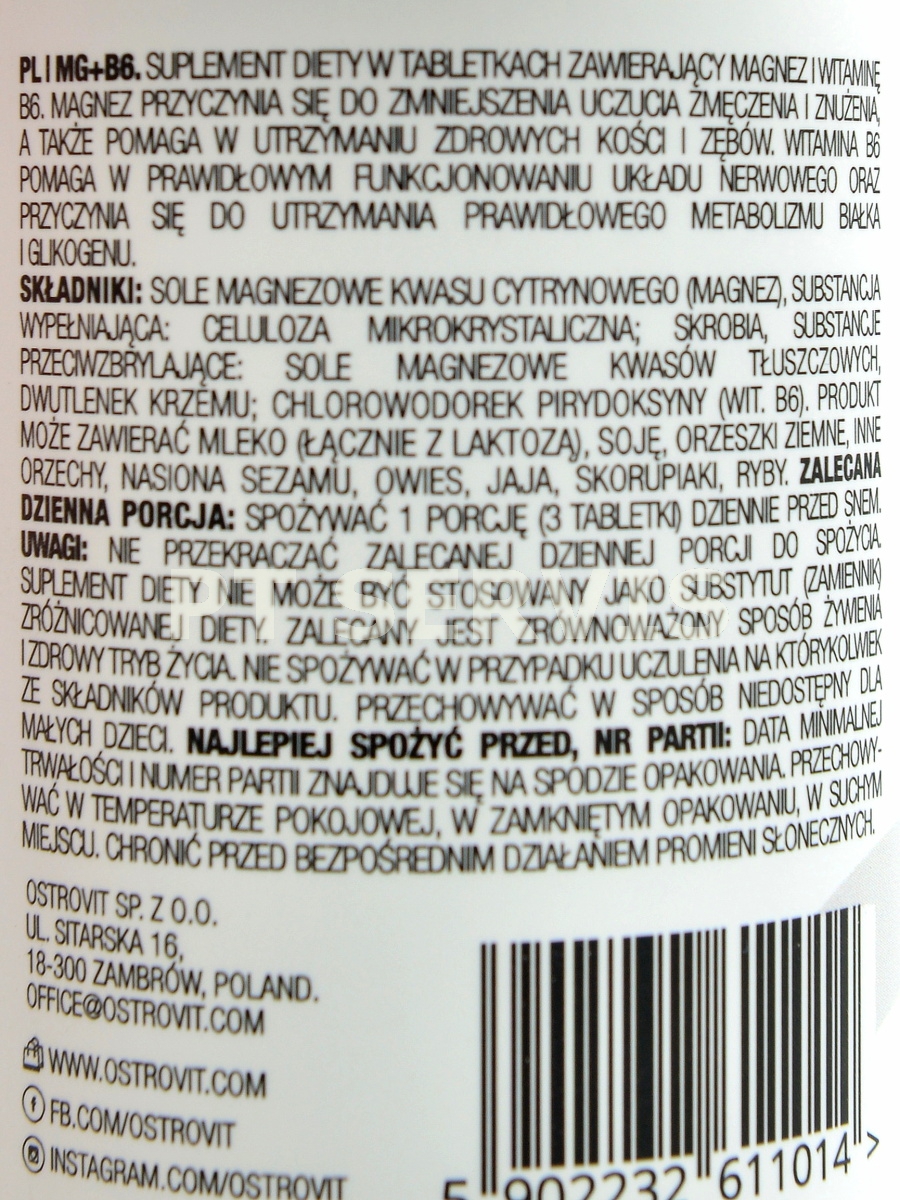 PL | MG+B6. SUPLEMENT DIETY W TABLETKACH ZAWIERAJĄCY MAGNEZ I WITAMINĘ
B6. MAGNEZ PRZYCZYNIA SIĘ DO ZMNIEJSZENIA UCZUCIA ZMĘCZENIA I ZNUŻENIA,
A TAKŻE POMAGA W UTRZYMANIU ZDROWYCH KOŚCI I ZĘBÓW. WITAMINA B6
POMAGA W PRAWIDŁOWYM FUNKCJONOWANIU UKŁADU NERWOWEGO ORAZ
PRZYCZYNIA SIĘ DO UTRZYMANIA PRAWIDŁOWEGO METABOLIZMU BIAŁKA
I GLIKOGENU.
SKŁADNIKI: SOLE MAGNEZOWE KWASU CYTRYNOWEGO (MAGNEZ), SUBSTANCJA
WYPEŁNIAJĄCA: CELULOZA MIKROKRYSTALICZNA; SKROBIA, SUBSTANCJE
PRZECIWZBRYLAJĄCE: SOLE MAGNEZOWE KWASÓW TŁUSZCZOWYCH,
DWUTLENEK KRZEMU; CHLOROWODOREK PIRYDOKSYNY (WIT. B6). PRODUKT
MOŻE ZAWIERAĆ MLEKO (ŁĄCZNIE Z LAKTOZĄ), SOJĘ, ORZESZKI ZIEMNE, INNE
ORZECHY, NASIONA SEZAMU, OWIES, JAJA, SKORUPIAKI, RYBY. ZALECANA
DZIENNA PORCJA: SPOŻYWAĆ 1 PORCJĘ (3 TABLETKI) DZIENNIE PRZED SNEM.
UWAGI: NIE PRZEKRACZAĆ ZALECANEJ DZIENNEJ PORCJI DO SPOŻYCIA.
SUPLEMENT DIETY NIE MOŻE BYĆ STOSOWANY JAKO SUBSTYTUT (ZAMIENNIK)
ZRÓŻNICOWANEJ DIETY. ZALECANY JEST ZRÓWNOWAŻONY SPOSÓB ŻYWIENIA
I ZDROWY TRYB ŻYCIA. NIE SPOŻYWAĆ W PRZYPADKU UCZULENIA NA KTÓRYKOLWIEK
ZE SKŁADNIKÓW PRODUKTU. PRZECHOWYWAĆ W SPOSÓB NIEDOSTĘPNY DLA
MAŁYCH DZIECI. NAJLEPIEJ SPOŻYĆ PRZED, NR PARTII: DATA MINIMALNEJ
TRWAŁOŚCI I NUMER PARTII ZNAJDUJE SIĘ NA SPODZIE OPAKOWANIA. PRZECHOWY-
WAĆ W TEMPERATURZE POKOJOWEJ, W ZAMKNIĘTYM OPAKOWANIU, W SUCHYM
MIEJSCU. CHRONIĆ PRZED BEZPOŚREDNIM DZIAŁANIEM PROMIENI SŁONECZNYCH.
PT SERWIS
OSTROVIT SP. Z O.O.
UL. SITARSKA 16,
18-300 ZAMBRÓW, POLAND.
OFFICE@OSTROVIT.COM
WWW.OSTROVIT.COM
FB.COM/OSTROVIT
INSTAGRAM.COM/OSTROVIT
5 902232 611014 >